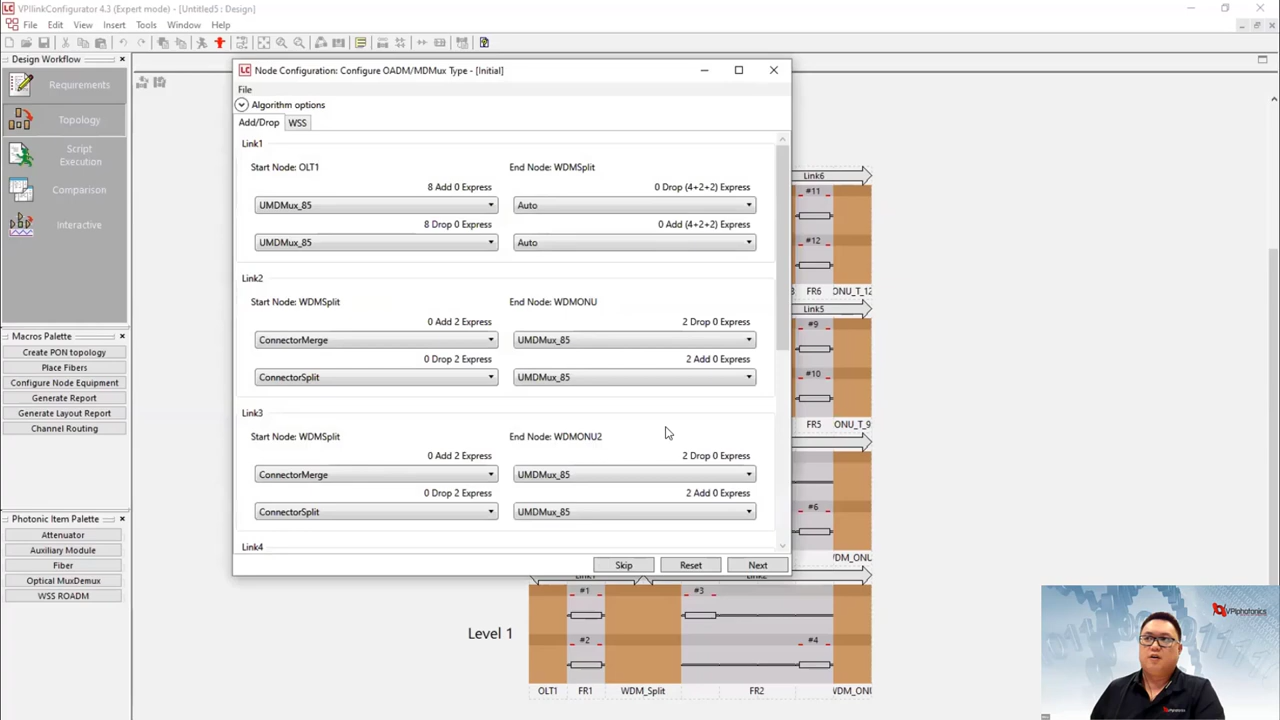 VPIlinkConfigurator 4.3 (Expert mode) - [Untitled5 : Design]
File Edit View Insert Tools Window Help
Design Workflow
Requirements
Topology
Script
Execution
Comparison
Interactive
Macros Palette
Create PON topology
Place Fibers
Configure Node Equipment
Generate Report
Generate Layout Report
Channel Routing
Photonic Item Palette
Attenuator
Auxiliary Module
Fiber
Optical MuxDemux
WSS ROADM
LC Node Configuration: Configure OADM/MDMux Type - [Initial]
File
Algorithm options
Add/Drop WSS
Link1
Start Node: OLT1 End Node: WDMSplit
8 Add 0 Express 0 Drop (4+2+2) Express
UMDMux_85 Auto
8 Drop 0 Express 0 Add (4+2+2) Express
UMDMux_85 Auto
Link2
Start Node: WDMSplit End Node: WDMONU
0 Add 2 Express 2 Drop 0 Express
ConnectorMerge UMDMux_85
0 Drop 2 Express 2 Add 0 Express
ConnectorSplit UMDMux_85
Link3
Start Node: WDMSplit End Node: WDMONU2
0 Add 2 Express 2 Drop 0 Express
ConnectorMerge UMDMux_85
0 Drop 2 Express 2 Add 0 Express
ConnectorSplit UMDMux_85
Link4
Skip Reset Next
Link6
#11
#12
FR6 ONU_T_12
Link5
#9
#10
FR5 ONU_T_9
#6
WDM_ONU
Level 1
#1 #3
#2 #4
OLT1 FR1 WDM_Split FR2 WDM_ONU
VPIphotonics